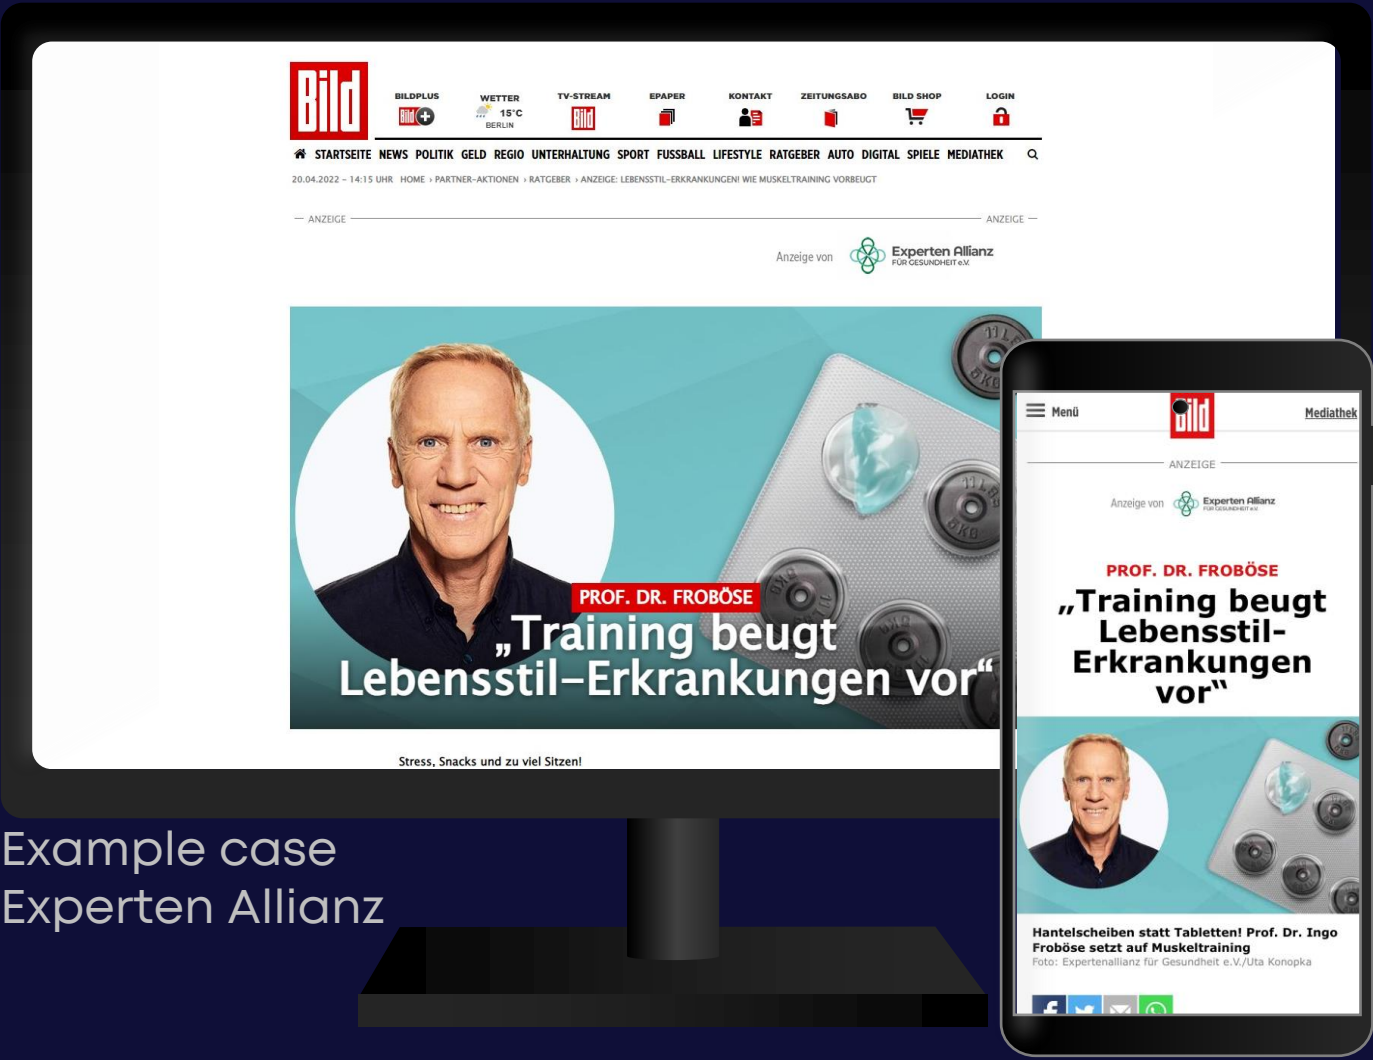 Bild
BILDPLUS WETTER TV-STREAM EPAPER KONTAKT ZEITUNGSABO BILD SHOP LOGIN
Bild 15°C Bild
BERLIN
STARTSEITE NEWS POLITIK GELD REGIO UNTERHALTUNG SPORT FUSSBALL LIFESTYLE RATGEBER AUTO DIGITAL SPIELE MEDIATHEK
20.04.2022 – 14:15 UHR HOME › PARTNER-AKTIONEN › RATGEBER › ANZEIGE: LEBENSSTIL-ERKRANKUNGEN! WIE MUSKELTRAINING VORBEUGT
ANZEIGE ANZEIGE
Anzeige von Experten Allianz
FÜR GESUNDHEIT e.V.
PROF. DR. FROBÖSE
„Training beugt
Lebensstil-Erkrankungen vor“
Stress, Snacks und zu viel Sitzen!
Menü Bild Mediathek
ANZEIGE
Anzeige von Experten Allianz
FÜR GESUNDHEIT e.V.
PROF. DR. FROBÖSE
„Training beugt
Lebensstil-
Erkrankungen
vor“
Hantelscheiben statt Tabletten! Prof. Dr. Ingo
Froböse setzt auf Muskeltraining
Foto: Expertenallianz für Gesundheit e.V./Uta Konopka
Example case
Experten Allianz